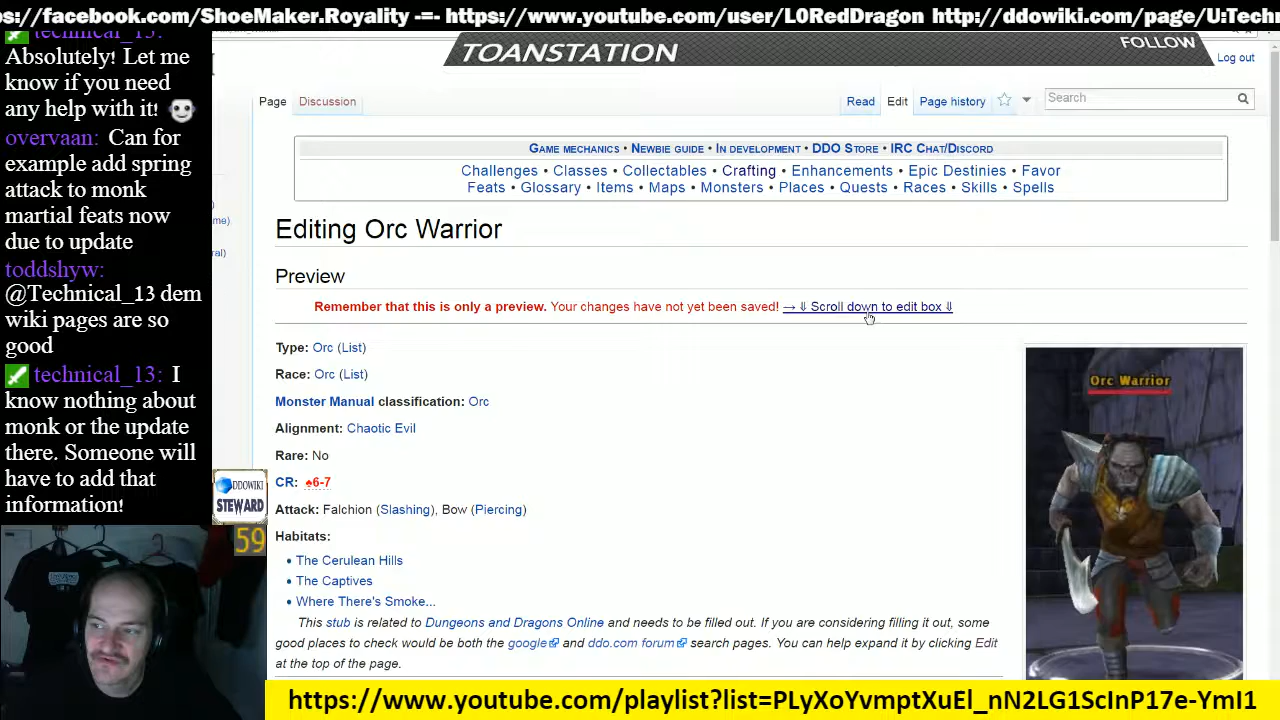 s://facebook.com/ShoeMaker.Royality -=- https://www.youtube.com/user/L0RedDragon http://ddowiki.com/page/U:Techn
technical_13:
Absolutely! Let me
know if you need
any help with it!
overvaan: Can for
example add spring
attack to monk
martial feats now
due to update
toddshyw:
@Technical_13 dem
wiki pages are so
good
technical_13: I
know nothing about
monk or the update
there. Someone will
have to add that
information!
DDOWIKI
STEWARD
59
me)
ral)
TOANSTATION
FOLLOW
Log out
Page Discussion Read Edit Page history Search
Game mechanics • Newbie guide • In development • DDO Store • IRC Chat/Discord
Challenges • Classes • Collectables • Crafting • Enhancements • Epic Destinies • Favor
Feats • Glossary • Items • Maps • Monsters • Places • Quests • Races • Skills • Spells
Editing Orc Warrior
Preview
Remember that this is only a preview. Your changes have not yet been saved! → ⇓ Scroll down to edit box ⇓
Type: Orc (List)
Race: Orc (List)
Monster Manual classification: Orc
Alignment: Chaotic Evil
Rare: No
CR: ♠6-7
Attack: Falchion (Slashing), Bow (Piercing)
Habitats:
• The Cerulean Hills
• The Captives
• Where There's Smoke...
This stub is related to Dungeons and Dragons Online and needs to be filled out. If you are considering filling it out, some
good places to check would be both the google and ddo.com forum search pages. You can help expand it by clicking Edit
at the top of the page.
Orc Warrior
https://www.youtube.com/playlist?list=PLyXoYvmptXuEl_nN2LG1ScInP17e-YmI1